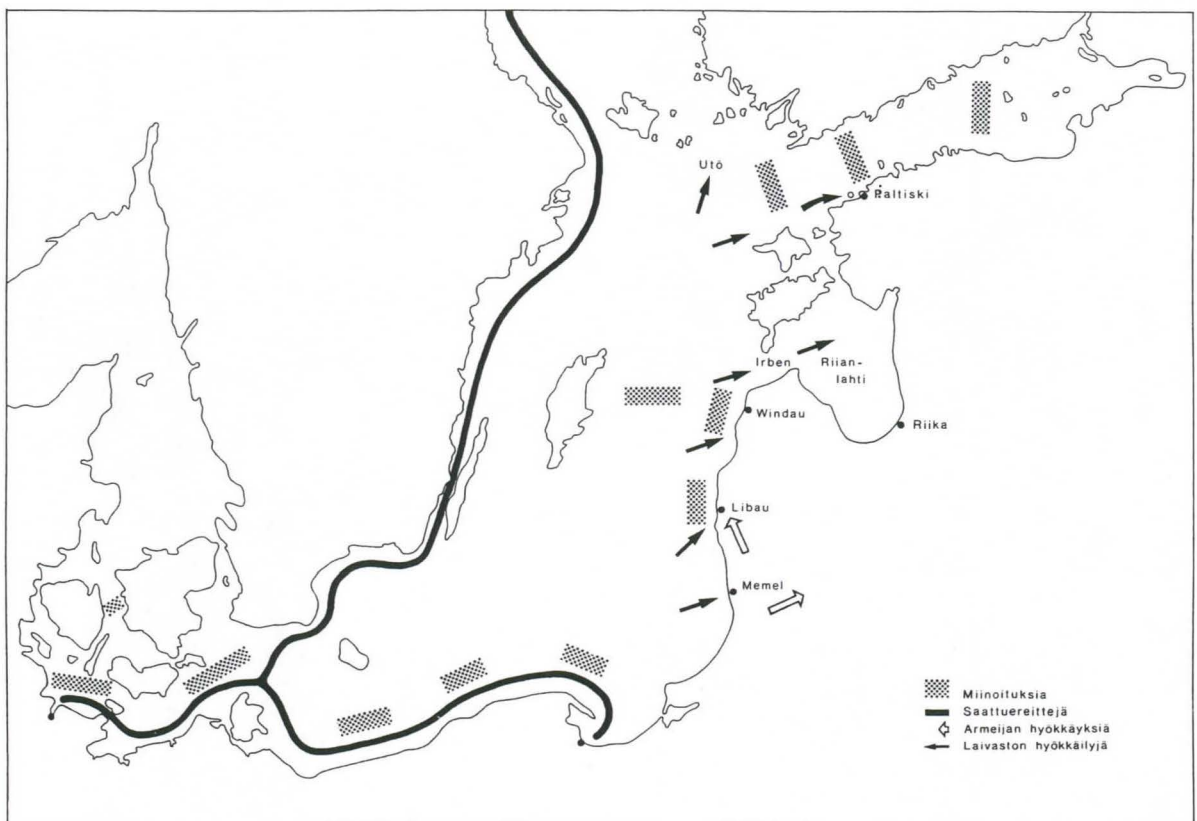 Utö
Paltiski
Irben
Riian-
lahti
Windau
Riika
Libau
Memel
Miinoituksia
Saattuereittejä
Armeijan hyökkäyksiä
Laivaston hyökkäilyjä